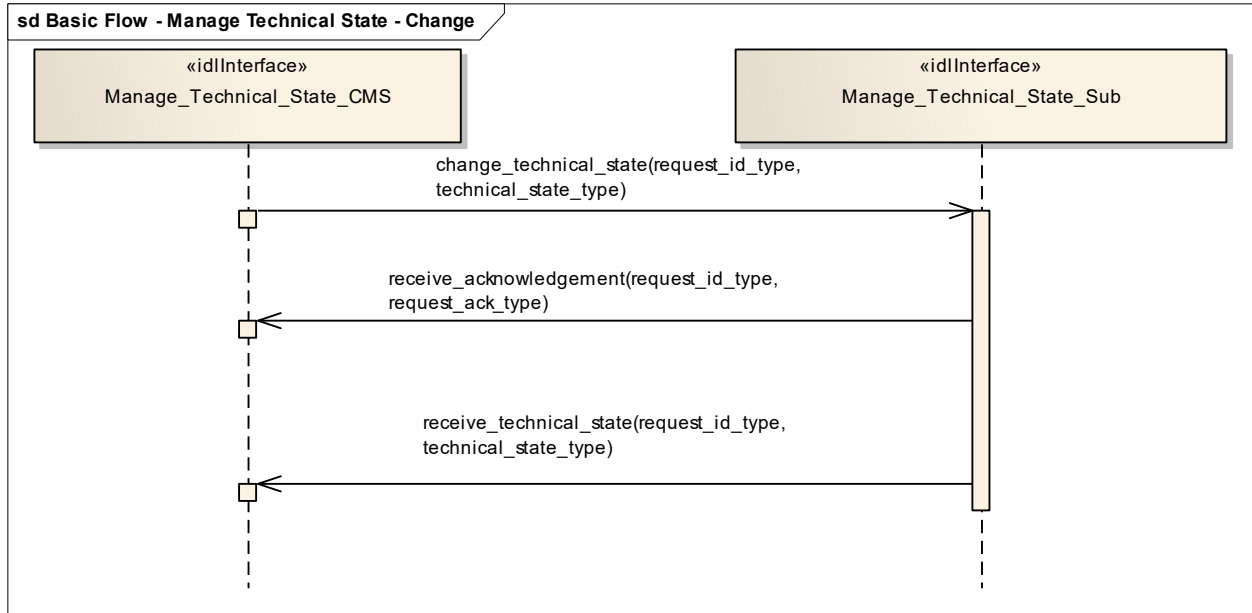 sd Basic Flow - Manage Technical State - Change
«idlInterface»
Manage_Technical_State_CMS
«idlInterface»
Manage_Technical_State_Sub
change_technical_state(request_id_type,
technical_state_type)
receive_acknowledgement(request_id_type,
request_ack_type)
receive_technical_state(request_id_type,
technical_state_type)